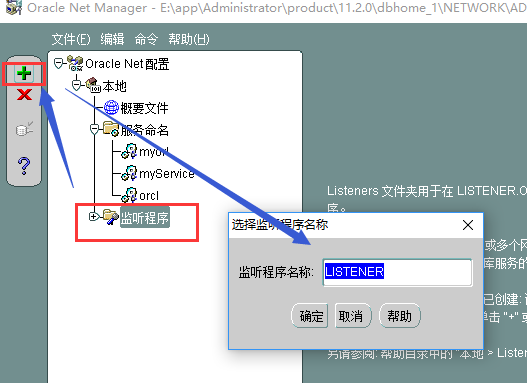 Oracle Net Manager - E:\app\Administrator\product\11.2.0\dbhome_1\NETWORK\AD
文件(F) 编辑 命令 帮助(H)
Oracle Net 配置
本地
概要文件
服务命名
myorl
myService
orcl
监听程序
Listeners 文件夹用于在 LISTENER.O
序。
选择监听程序名称
或多个网
监听程序名称: LISTENER
库服务的
已创建:
确定 取消 帮助
单击 "+" 或
另请参阅: 帮助目录中的 "本地 > Listen